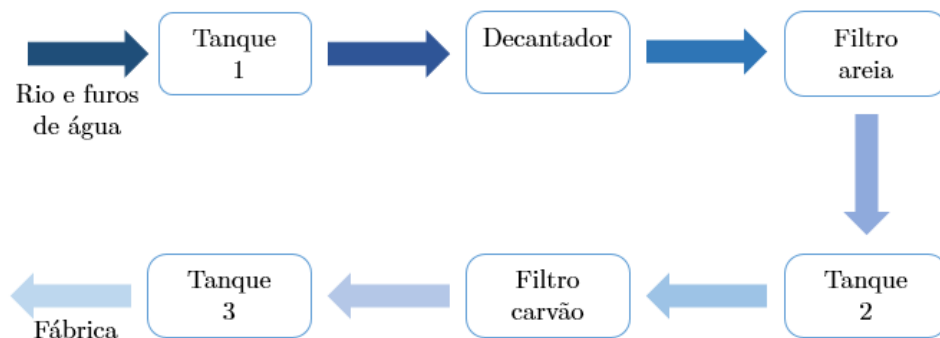 Rio e furos
de água
Tanque
1
Decantador
Filtro
areia
Tanque
2
Filtro
carvão
Tanque
3
Fábrica